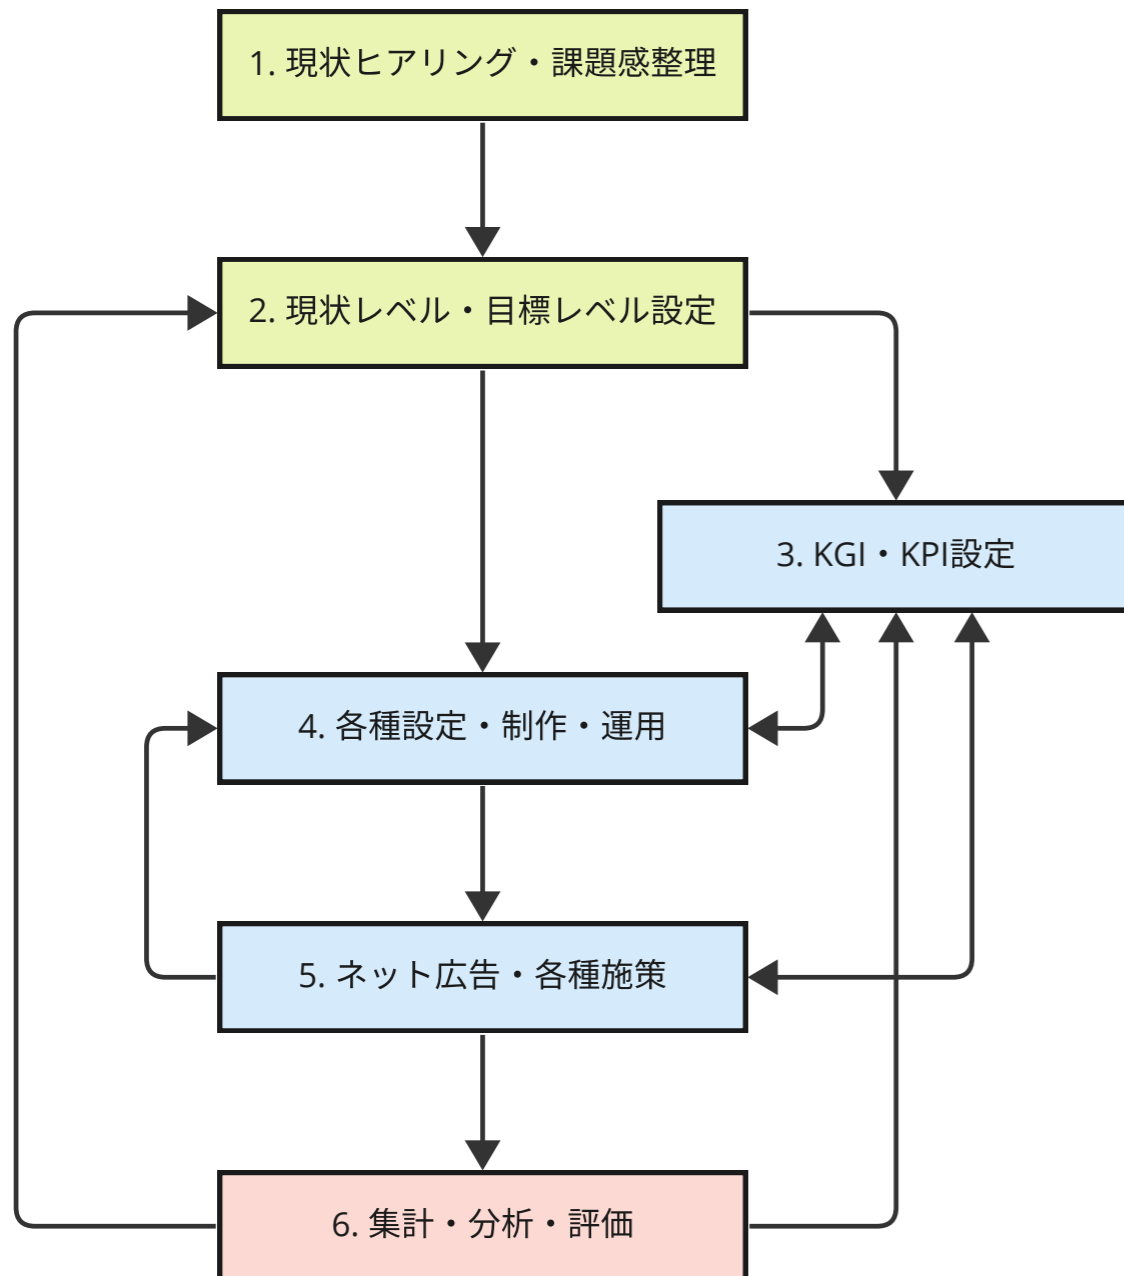 1. 現状ヒアリング・課題感整理
2. 現状レベル・目標レベル設定
3. KGI・KPI設定
4. 各種設定・制作・運用
5. ネット広告・各種施策
6. 集計・分析・評価